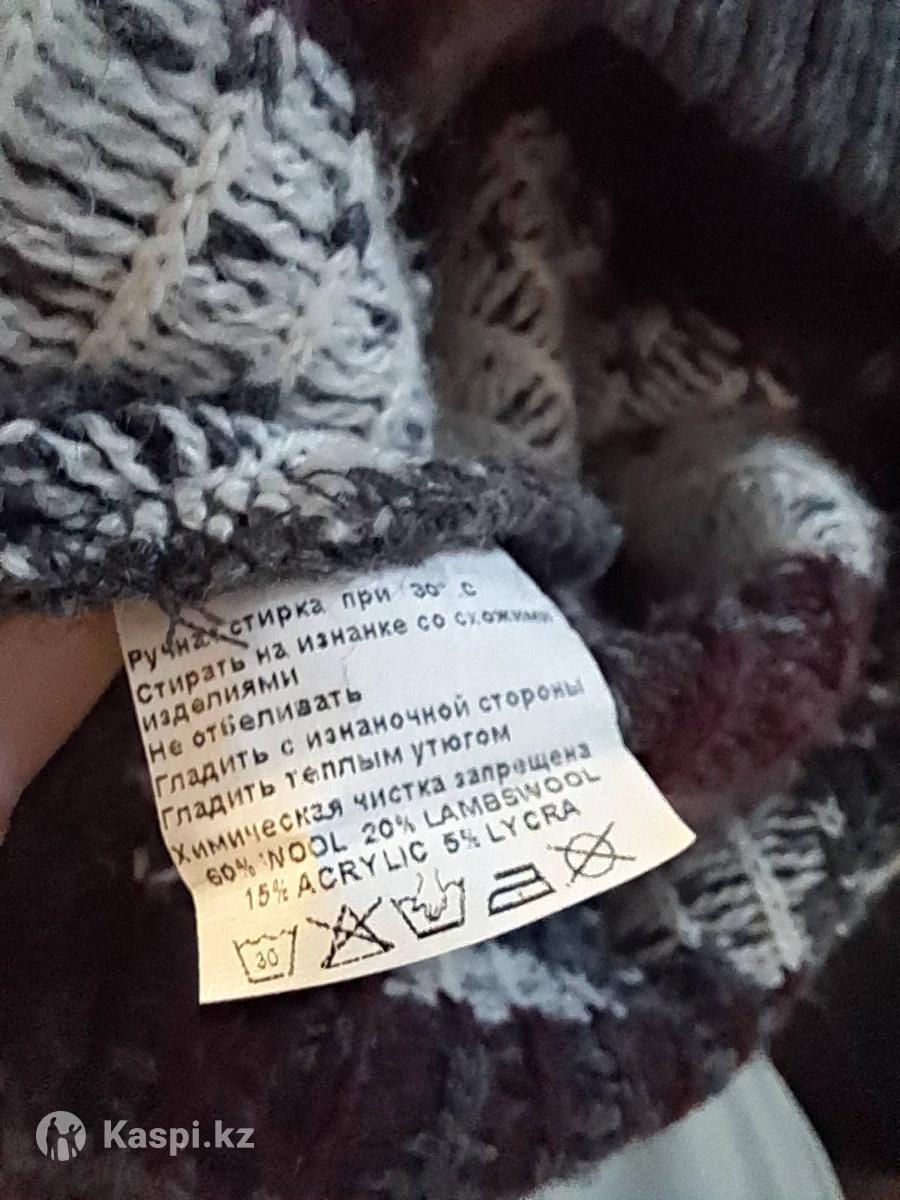 Ручная стирка при 30° с
Стирать на изнанке со схожими
изделиями
Не отбеливать
Гладить с изнаночной стороны
Гладить тёплым утюгом
Химическая чистка запрещена
60% WOOL 20% LAMBSWOOL
15% ACRYLIC 5% LYCRA
30
Kaspi.kz